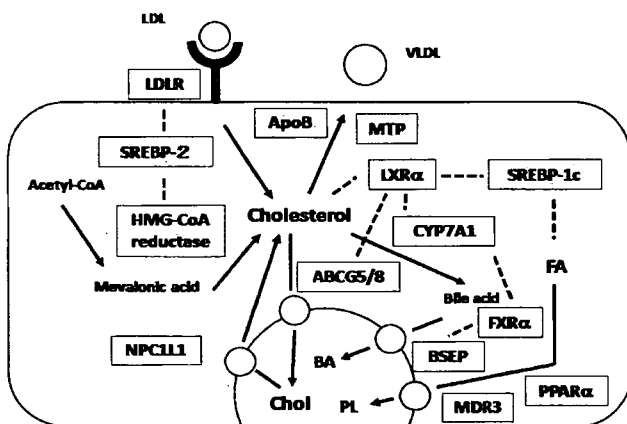 LDL
VLDL
LDLR
ApoB
MTP
SREBP-2
LXRα
SREBP-1c
Acetyl-CoA
Cholesterol
HMG-CoA
reductase
CYP7A1
ABCG5/8
FA
Mevalonic acid
Bile acid
FXRα
NPC1L1
BA
BSEP
Chol
PL
MDR3
PPARα